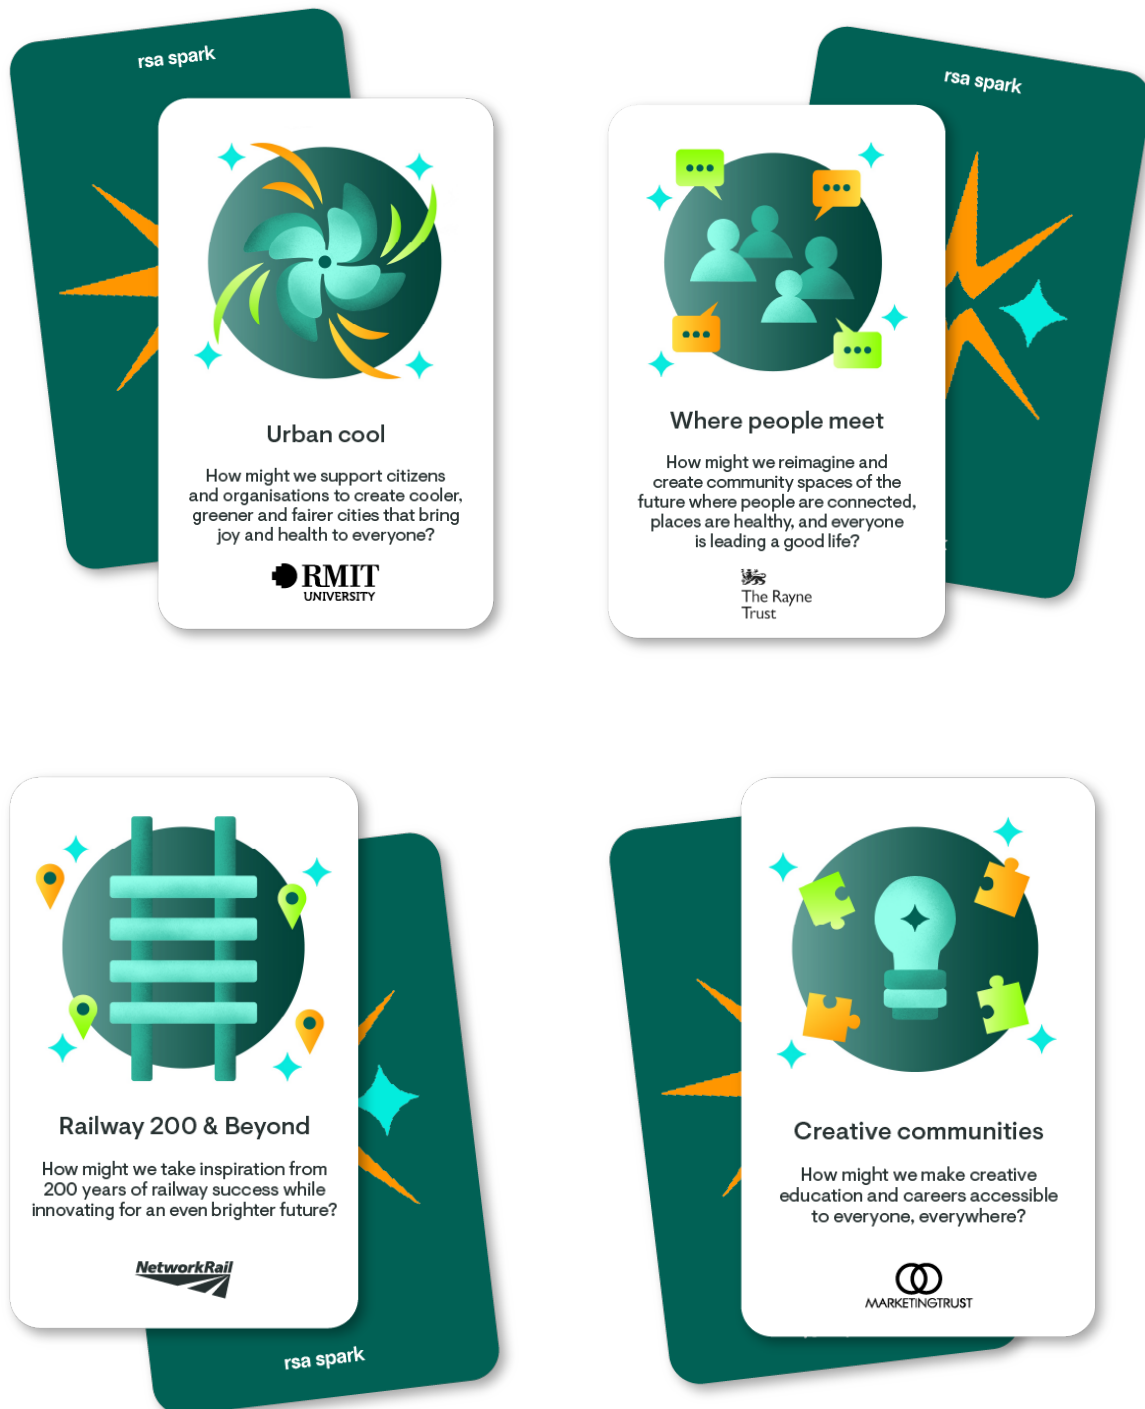 rsa spark
Urban cool
How might we support citizens
and organisations to create cooler,
greener and fairer cities that bring
joy and health to everyone?
RMIT
UNIVERSITY
rsa spark
Where people meet
How might we reimagine and
create community spaces of the
future where people are connected,
places are healthy, and everyone
is leading a good life?
The Rayne
Trust
Railway 200 & Beyond
How might we take inspiration from
200 years of railway success while
innovating for an even brighter future?
NetworkRail
rsa spark
Creative communities
How might we make creative
education and careers accessible
to everyone, everywhere?
MARKETINGTRUST